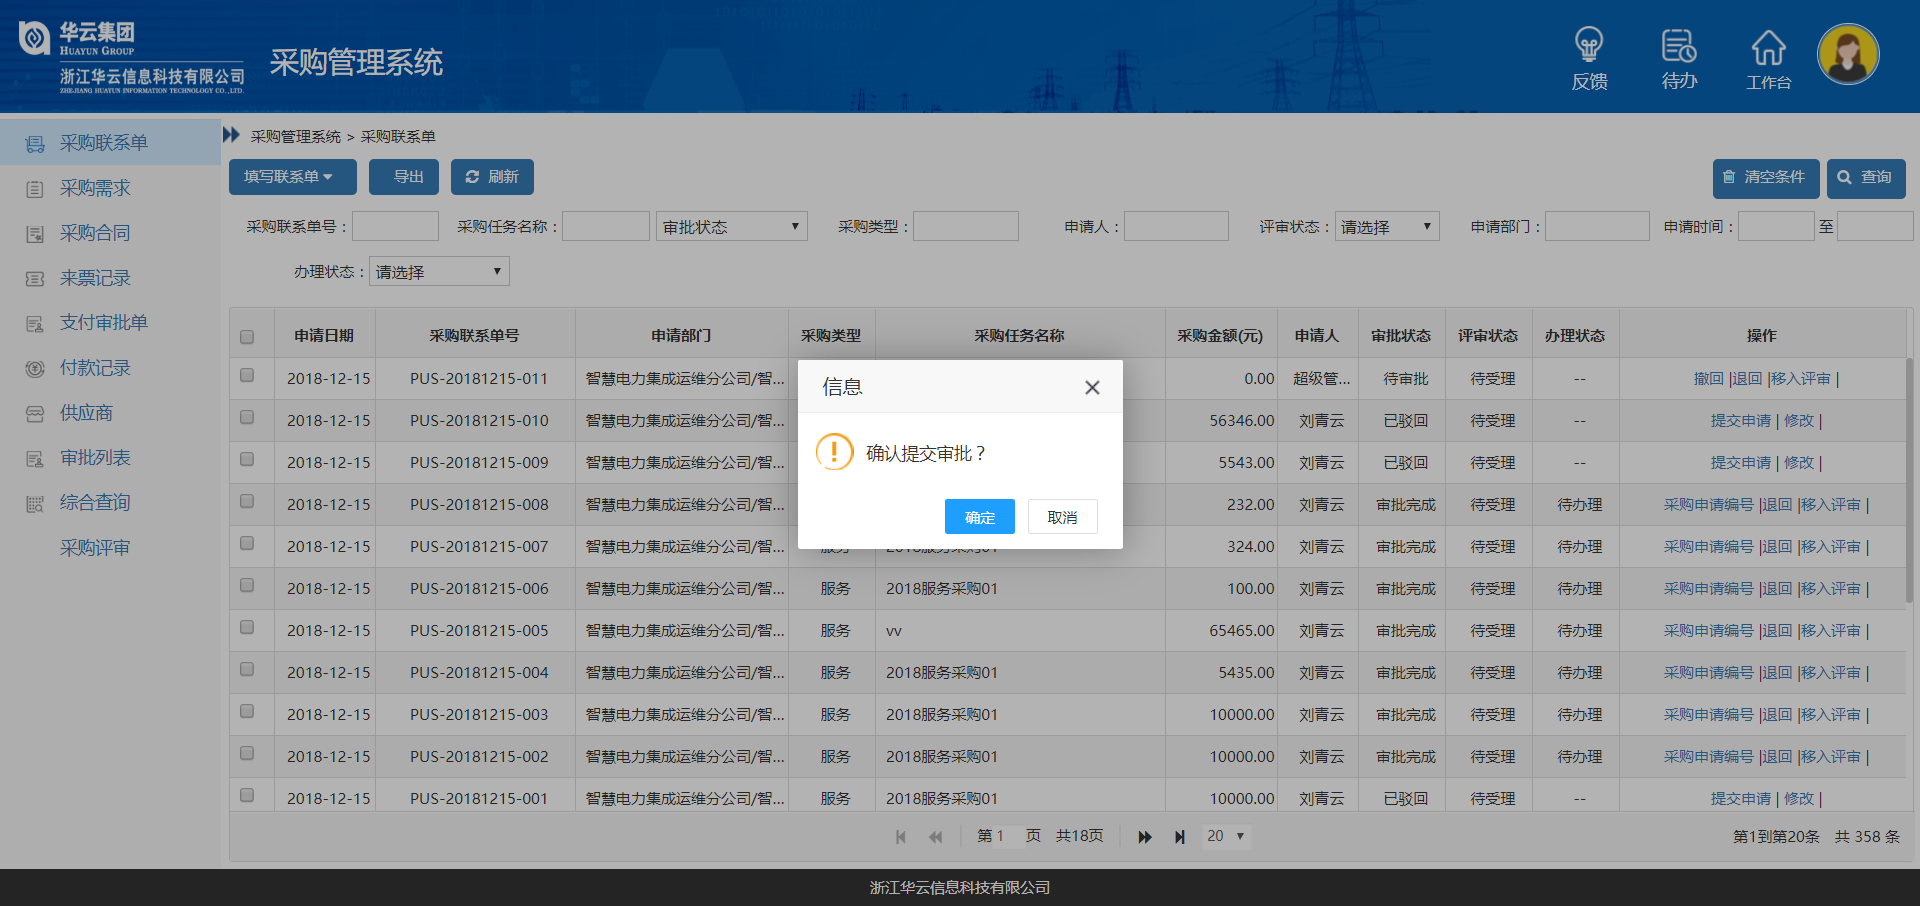 华云集团
HUAYUN GROUP
浙江华云信息科技有限公司
ZHEJIANG HUAYUN INFORMATION TECHNOLOGY CO.,LTD.
采购管理系统
反馈
待办
工作台
采购联系单
采购需求
采购合同
来票记录
支付审批单
付款记录
供应商
审批列表
综合查询
采购评审
采购管理系统 > 采购联系单
填写联系单 导出 刷新 清空条件 查询
采购联系单号： 采购任务名称： 审批状态 采购类型： 申请人： 评审状态： 请选择 申请部门： 申请时间： 至
办理状态： 请选择
申请日期 采购联系单号 申请部门 采购类型 采购任务名称 采购金额(元) 申请人 审批状态 评审状态 办理状态 操作
2018-12-15 PUS-20181215-011 智慧电力集成运维分公司/智... 0.00 超级管... 待审批 待受理 -- 撤回 |退回 |移入评审 |
2018-12-15 PUS-20181215-010 智慧电力集成运维分公司/智... 56346.00 刘青云 已驳回 待受理 -- 提交申请 | 修改 |
2018-12-15 PUS-20181215-009 智慧电力集成运维分公司/智... 5543.00 刘青云 已驳回 待受理 -- 提交申请 | 修改 |
2018-12-15 PUS-20181215-008 智慧电力集成运维分公司/智... 232.00 刘青云 审批完成 待受理 待办理 采购申请编号 |退回 |移入评审 |
2018-12-15 PUS-20181215-007 智慧电力集成运维分公司/智... 服务 2018服务采购01 324.00 刘青云 审批完成 待受理 待办理 采购申请编号 |退回 |移入评审 |
2018-12-15 PUS-20181215-006 智慧电力集成运维分公司/智... 服务 2018服务采购01 100.00 刘青云 审批完成 待受理 待办理 采购申请编号 |退回 |移入评审 |
2018-12-15 PUS-20181215-005 智慧电力集成运维分公司/智... 服务 vv 65465.00 刘青云 审批完成 待受理 待办理 采购申请编号 |退回 |移入评审 |
2018-12-15 PUS-20181215-004 智慧电力集成运维分公司/智... 服务 2018服务采购01 5435.00 刘青云 审批完成 待受理 待办理 采购申请编号 |退回 |移入评审 |
2018-12-15 PUS-20181215-003 智慧电力集成运维分公司/智... 服务 2018服务采购01 10000.00 刘青云 审批完成 待受理 待办理 采购申请编号 |退回 |移入评审 |
2018-12-15 PUS-20181215-002 智慧电力集成运维分公司/智... 服务 2018服务采购01 10000.00 刘青云 审批完成 待受理 待办理 采购申请编号 |退回 |移入评审 |
2018-12-15 PUS-20181215-001 智慧电力集成运维分公司/智... 服务 2018服务采购01 10000.00 刘青云 已驳回 待受理 -- 提交申请 | 修改 |
信息
确认提交审批？
确定 取消
第 1 页 共18页 20 第1到第20条 共 358 条
浙江华云信息科技有限公司